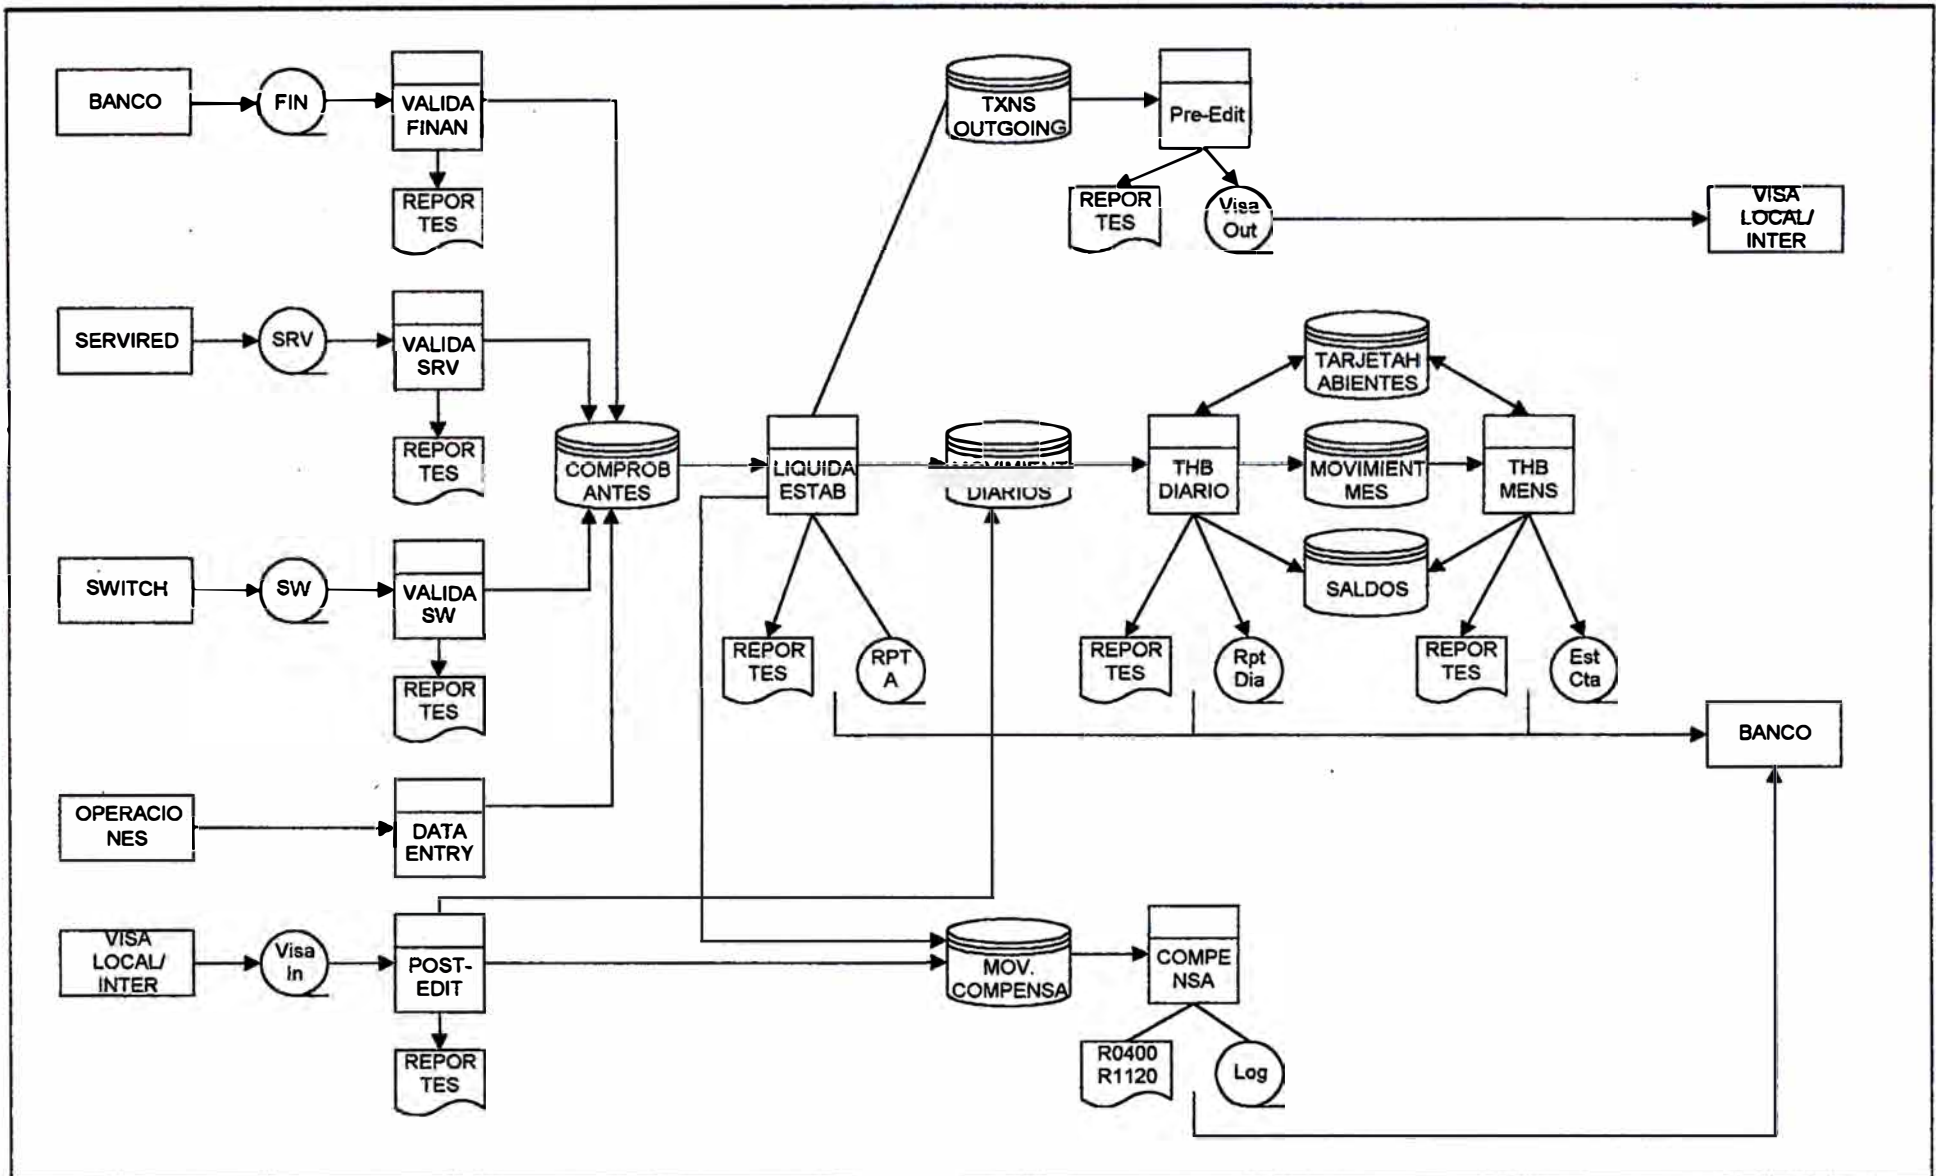 BANCO
FIN
VALIDA
FINAN
REPOR
TES
TXNS
OUTGOING
Pre-Edit
REPOR
TES
Visa
Out
VISA
LOCAL/
INTER
SERVIRED
SRV
VALIDA
SRV
REPOR
TES
COMPROB
ANTES
LIQUIDA
ESTAB
MOVIMIENT
DIARIOS
THB
DIARIO
TARJETAH
ABIENTES
MOVIMIENT
MES
SALDOS
THB
MENS
SWITCH
SW
VALIDA
SW
REPOR
TES
REPOR
TES
RPT
A
REPOR
TES
Rpt
Dia
REPOR
TES
Est
Cta
BANCO
OPERACIO
NES
DATA
ENTRY
VISA
LOCAL/
INTER
Visa
In
POST-
EDIT
REPOR
TES
MOV.
COMPENSA
COMPE
NSA
R0400
R1120
Log